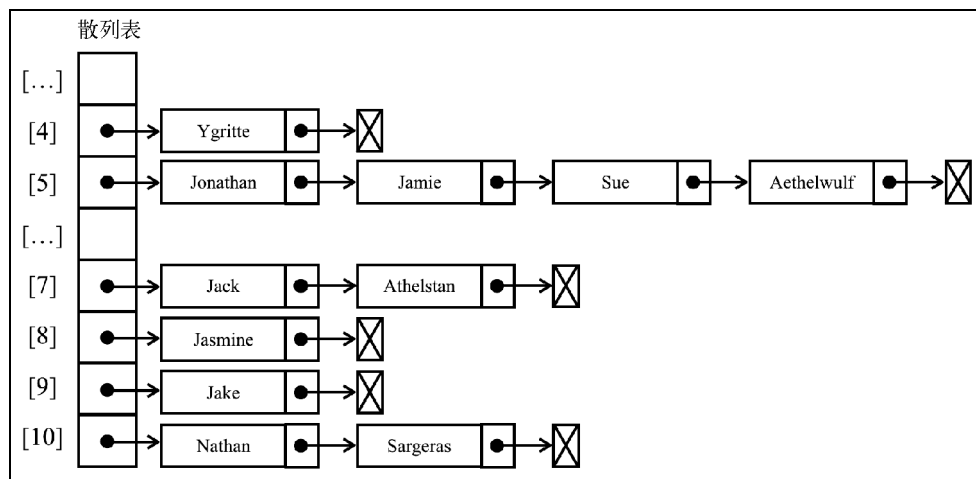 散列表
[…]
[4] Ygritte
[5] Jonathan Jamie Sue Aethelwulf
[…]
[7] Jack Athelstan
[8] Jasmine
[9] Jake
[10] Nathan Sargeras